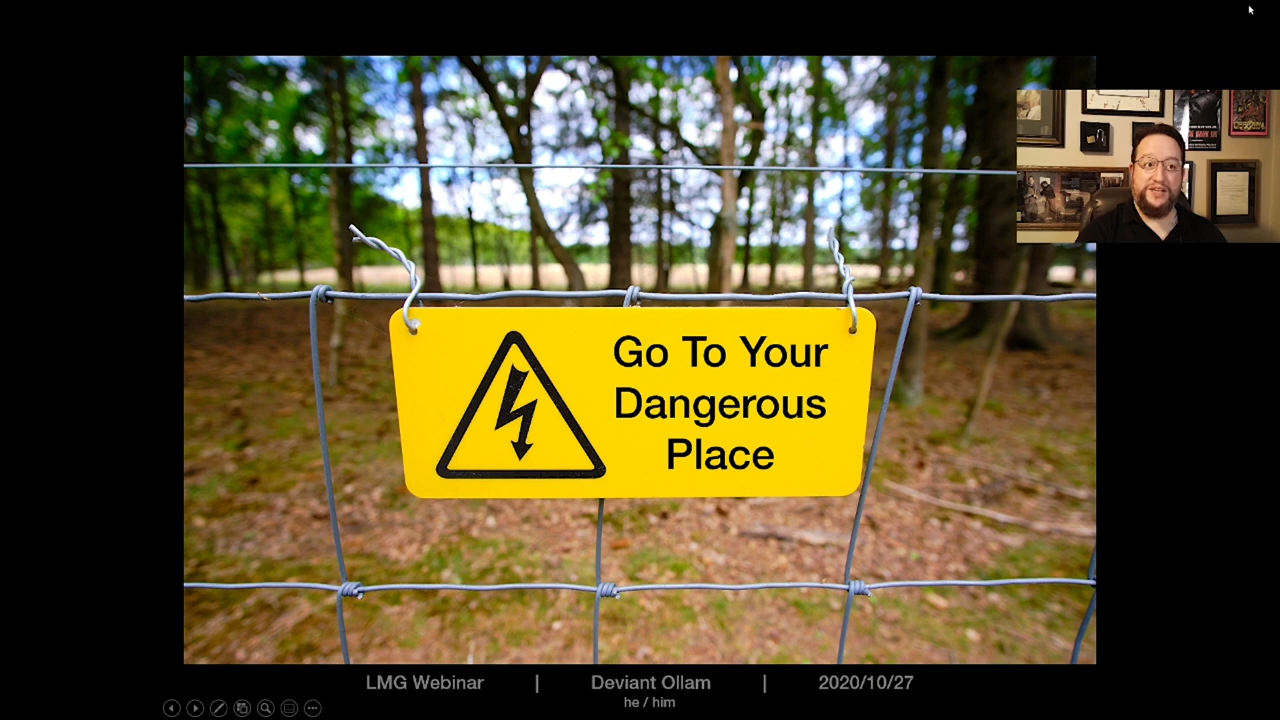 Go To Your
Dangerous
Place
LMG Webinar | Deviant Ollam | 2020/10/27
he / him